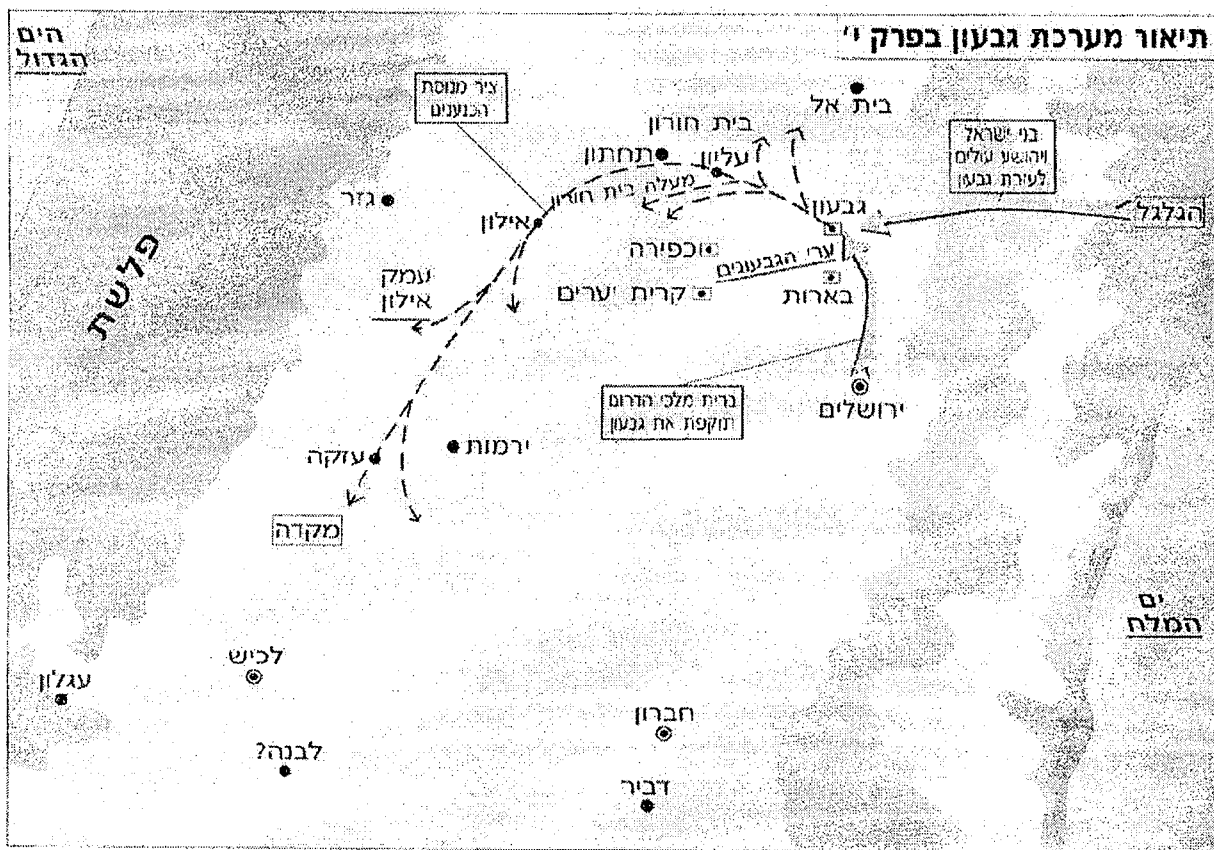 תיאור מערכת גבעון בפרק י'
הים
הגדול
בית אל
ציר מנוסת
הכנענים
בני ישראל
ויהושע עולים
לעזרת גבעון
בית חורון
תחתון
עליון
מעלה בית חורון
גזר
אילון
גבעון
הגלגל
פלשת
וכפירה
ערי הגבעונים
עמק
אילון
קרית יערים
בארות
ברית מלכי הדרום
תוקפת את גבעון
ירושלים
עזקה
ירמות
מקדה
ים
המלח
לכיש
עגלון
חברון
לבנה?
דביר